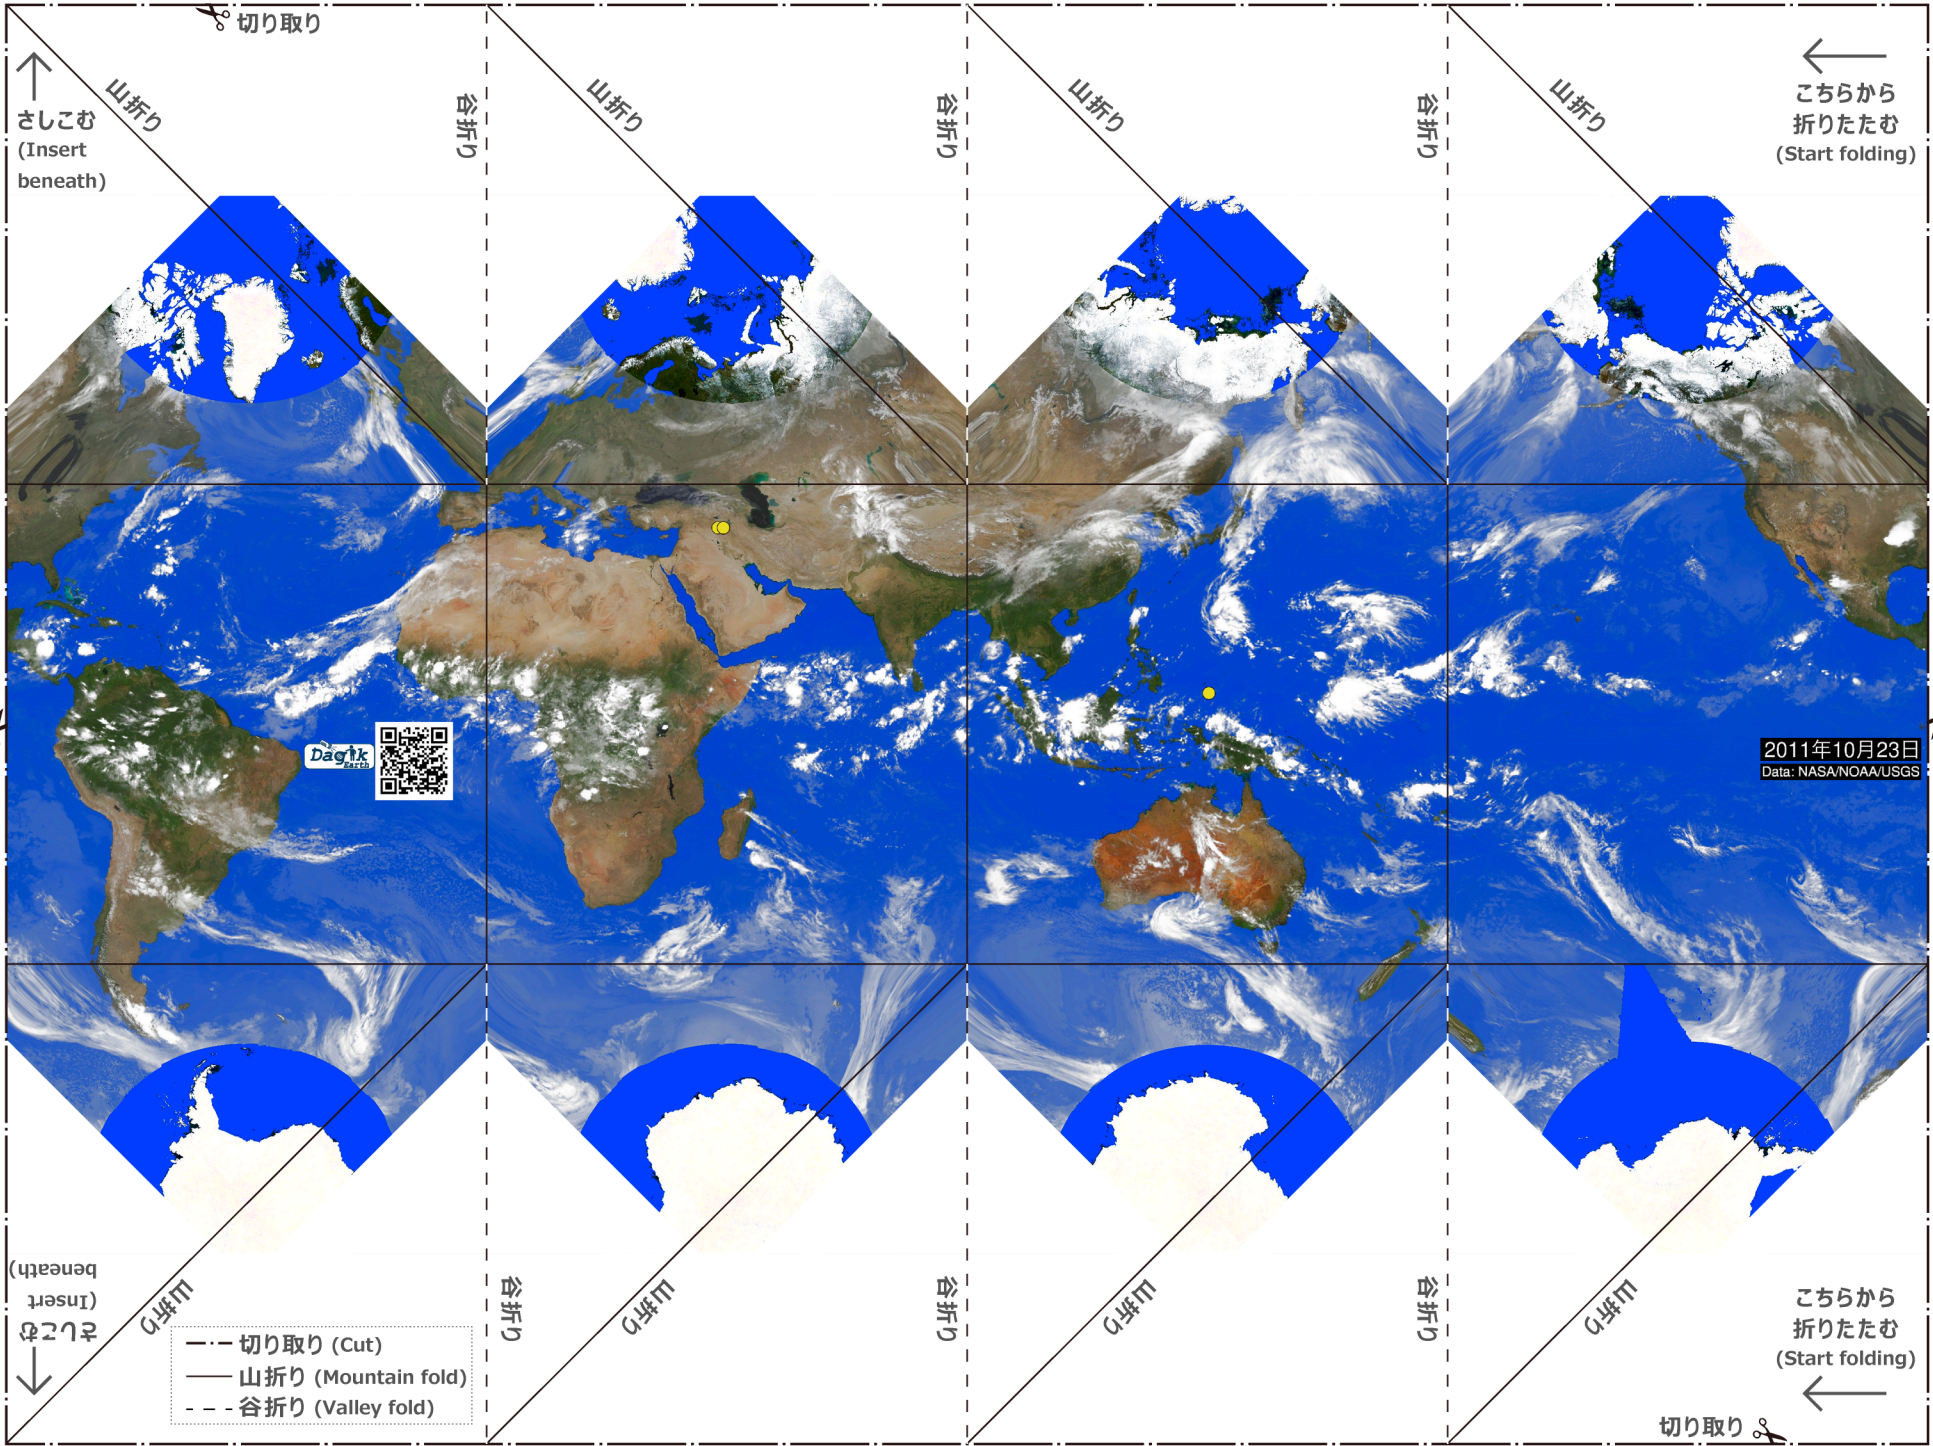 切り取り
山折り
谷折り
山折り
谷折り
山折り
谷折り
山折り
さしこむ
(Insert
beneath)
こちらから
折りたたむ
(Start folding)
Dagik
Earth
2011年10月23日
Data: NASA/NOAA/USGS
さしこむ
(Insert
beneath)
山折り
谷折り
山折り
谷折り
山折り
谷折り
山折り
こちらから
折りたたむ
(Start folding)
切り取り (Cut)
山折り (Mountain fold)
谷折り (Valley fold)
切り取り